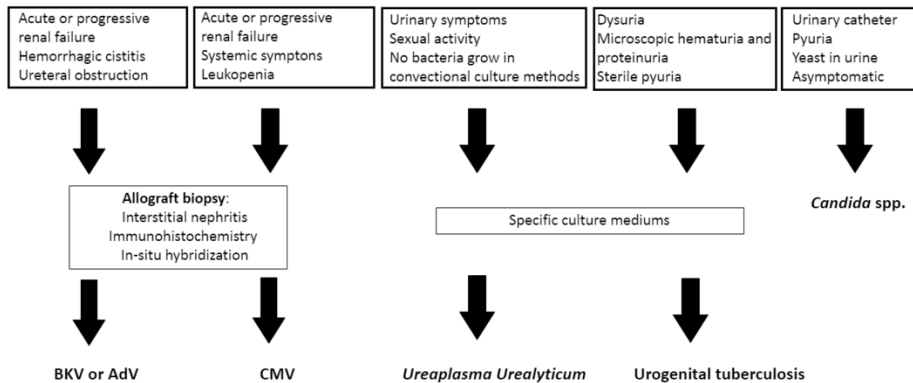 Acute or progressive
renal failure
Hemorrhagic cistitis
Ureteral obstruction
Acute or progressive
renal failure
Systemic symptons
Leukopenia
Urinary symptoms
Sexual activity
No bacteria grow in
convectional culture methods
Dysuria
Microscopic hematuria and
proteinuria
Sterile pyuria
Urinary catheter
Pyuria
Yeast in urine
Asymptomatic
Allograft biopsy:
Interstitial nephritis
Immunohistochemistry
In-situ hybridization
Specific culture mediums
Candida spp.
BKV or AdV
CMV
Ureaplasma Urealyticum
Urogenital tuberculosis